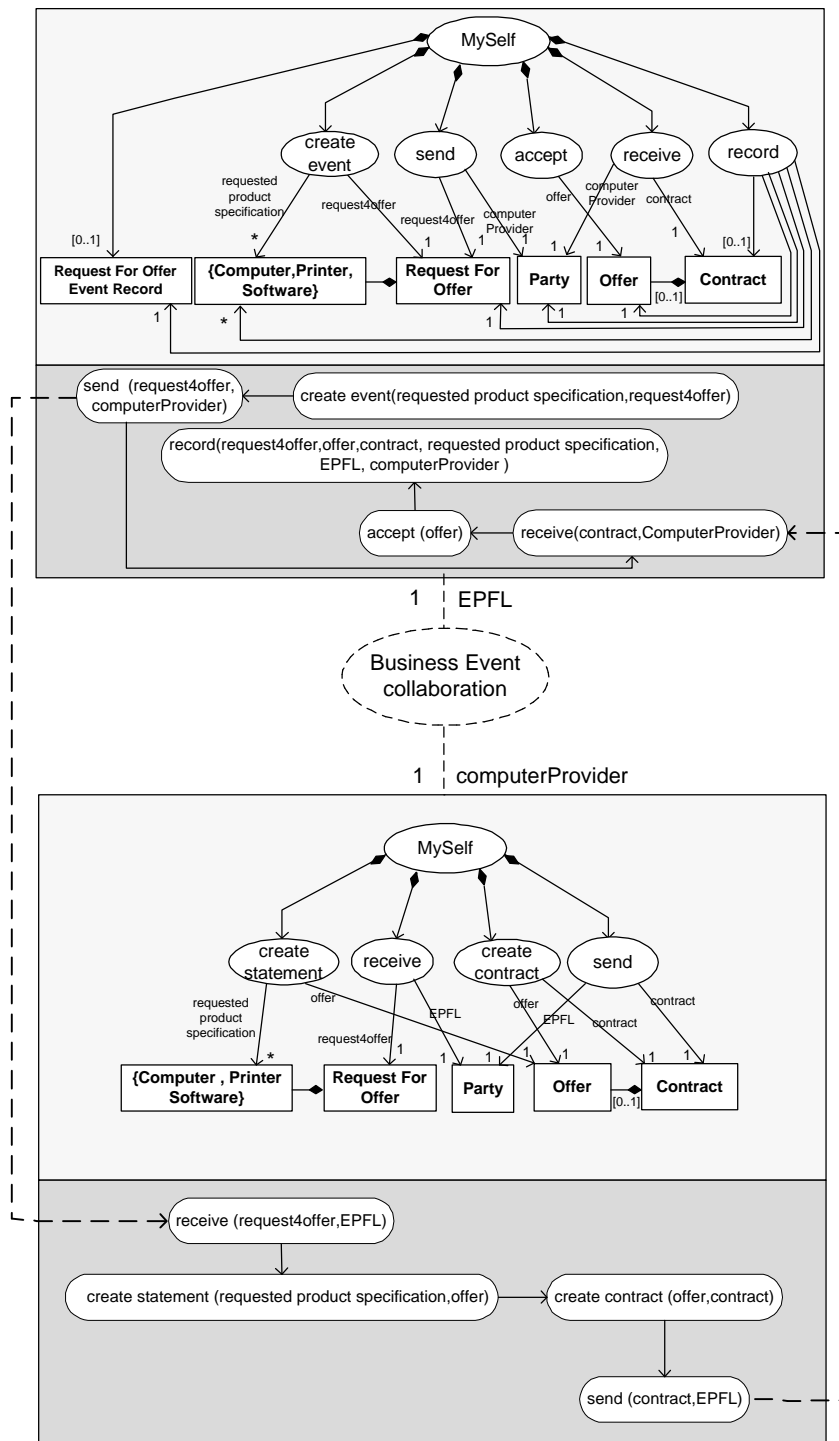 MySelf
create
event
send
accept
receive
record
requested
product
specification
request4offer
request4offer
computer
Provider
offer
computer
Provider
contract
[0..1]
*
1
1
1
1
1
1
[0..1]
Request For Offer
Event Record
{Computer,Printer,
Software}
Request For
Offer
Party
Offer
Contract
[0..1]
1
*
1
1
1
send (request4offer,
computerProvider)
create event(requested product specification,request4offer)
record(request4offer,offer,contract, requested product specification,
EPFL, computerProvider )
accept (offer)
receive(contract,ComputerProvider)
1 EPFL
Business Event
collaboration
1 computerProvider
MySelf
create
statement
receive
create
contract
send
requested
product
specification
offer
request4offer
EPFL
offer
EPFL
contract
contract
*
1
1
1
1
1
1
1
{Computer , Printer
Software}
Request For
Offer
Party
Offer
Contract
[0..1]
receive (request4offer,EPFL)
create statement (requested product specification,offer)
create contract (offer,contract)
send (contract,EPFL)